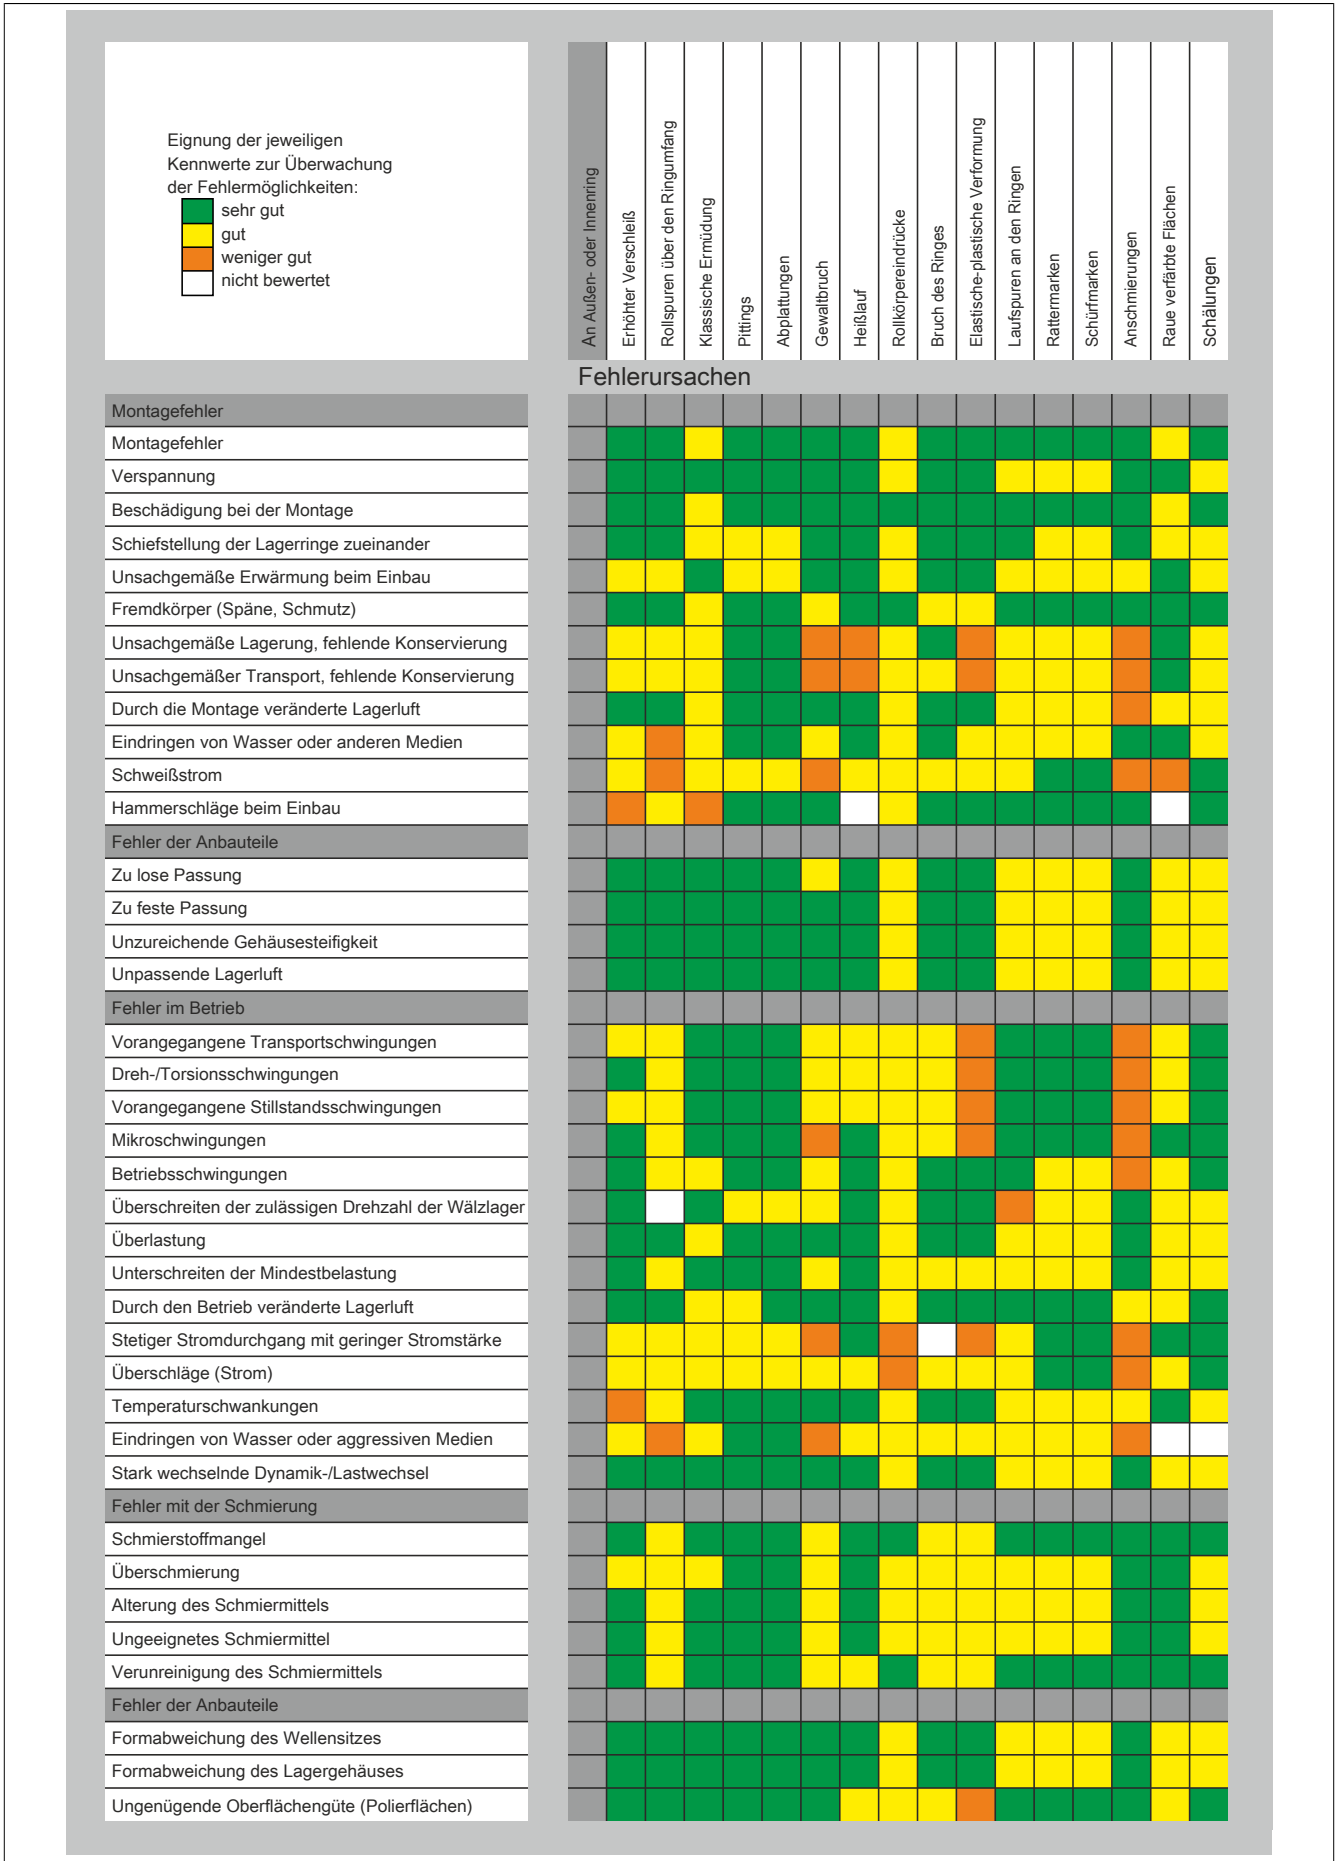 Eignung der jeweiligen
Kennwerte zur Überwachung
der Fehlermöglichkeiten:
sehr gut
gut
weniger gut
nicht bewertet
An Außen- oder Innenring
Erhöhter Verschleiß
Rollspuren über den Ringumfang
Klassische Ermüdung
Pittings
Abplattungen
Gewaltbruch
Heißlauf
Rollkörpereindrücke
Bruch des Ringes
Elastische-plastische Verformung
Laufspuren an den Ringen
Rattermarken
Schürfmarken
Anschmierungen
Raue verfärbte Flächen
Schälungen
Fehlerursachen
Montagefehler
Montagefehler
Verspannung
Beschädigung bei der Montage
Schiefstellung der Lagerringe zueinander
Unsachgemäße Erwärmung beim Einbau
Fremdkörper (Späne, Schmutz)
Unsachgemäße Lagerung, fehlende Konservierung
Unsachgemäßer Transport, fehlende Konservierung
Durch die Montage veränderte Lagerluft
Eindringen von Wasser oder anderen Medien
Schweißstrom
Hammerschläge beim Einbau
Fehler der Anbauteile
Zu lose Passung
Zu feste Passung
Unzureichende Gehäusesteifigkeit
Unpassende Lagerluft
Fehler im Betrieb
Vorangegangene Transportschwingungen
Dreh-/Torsionsschwingungen
Vorangegangene Stillstandsschwingungen
Mikroschwingungen
Betriebsschwingungen
Überschreiten der zulässigen Drehzahl der Wälzlager
Überlastung
Unterschreiten der Mindestbelastung
Durch den Betrieb veränderte Lagerluft
Stetiger Stromdurchgang mit geringer Stromstärke
Überschläge (Strom)
Temperaturschwankungen
Eindringen von Wasser oder aggressiven Medien
Stark wechselnde Dynamik-/Lastwechsel
Fehler mit der Schmierung
Schmierstoffmangel
Überschmierung
Alterung des Schmiermittels
Ungeeignetes Schmiermittel
Verunreinigung des Schmiermittels
Fehler der Anbauteile
Formabweichung des Wellensitzes
Formabweichung des Lagergehäuses
Ungenügende Oberflächengüte (Polierflächen)